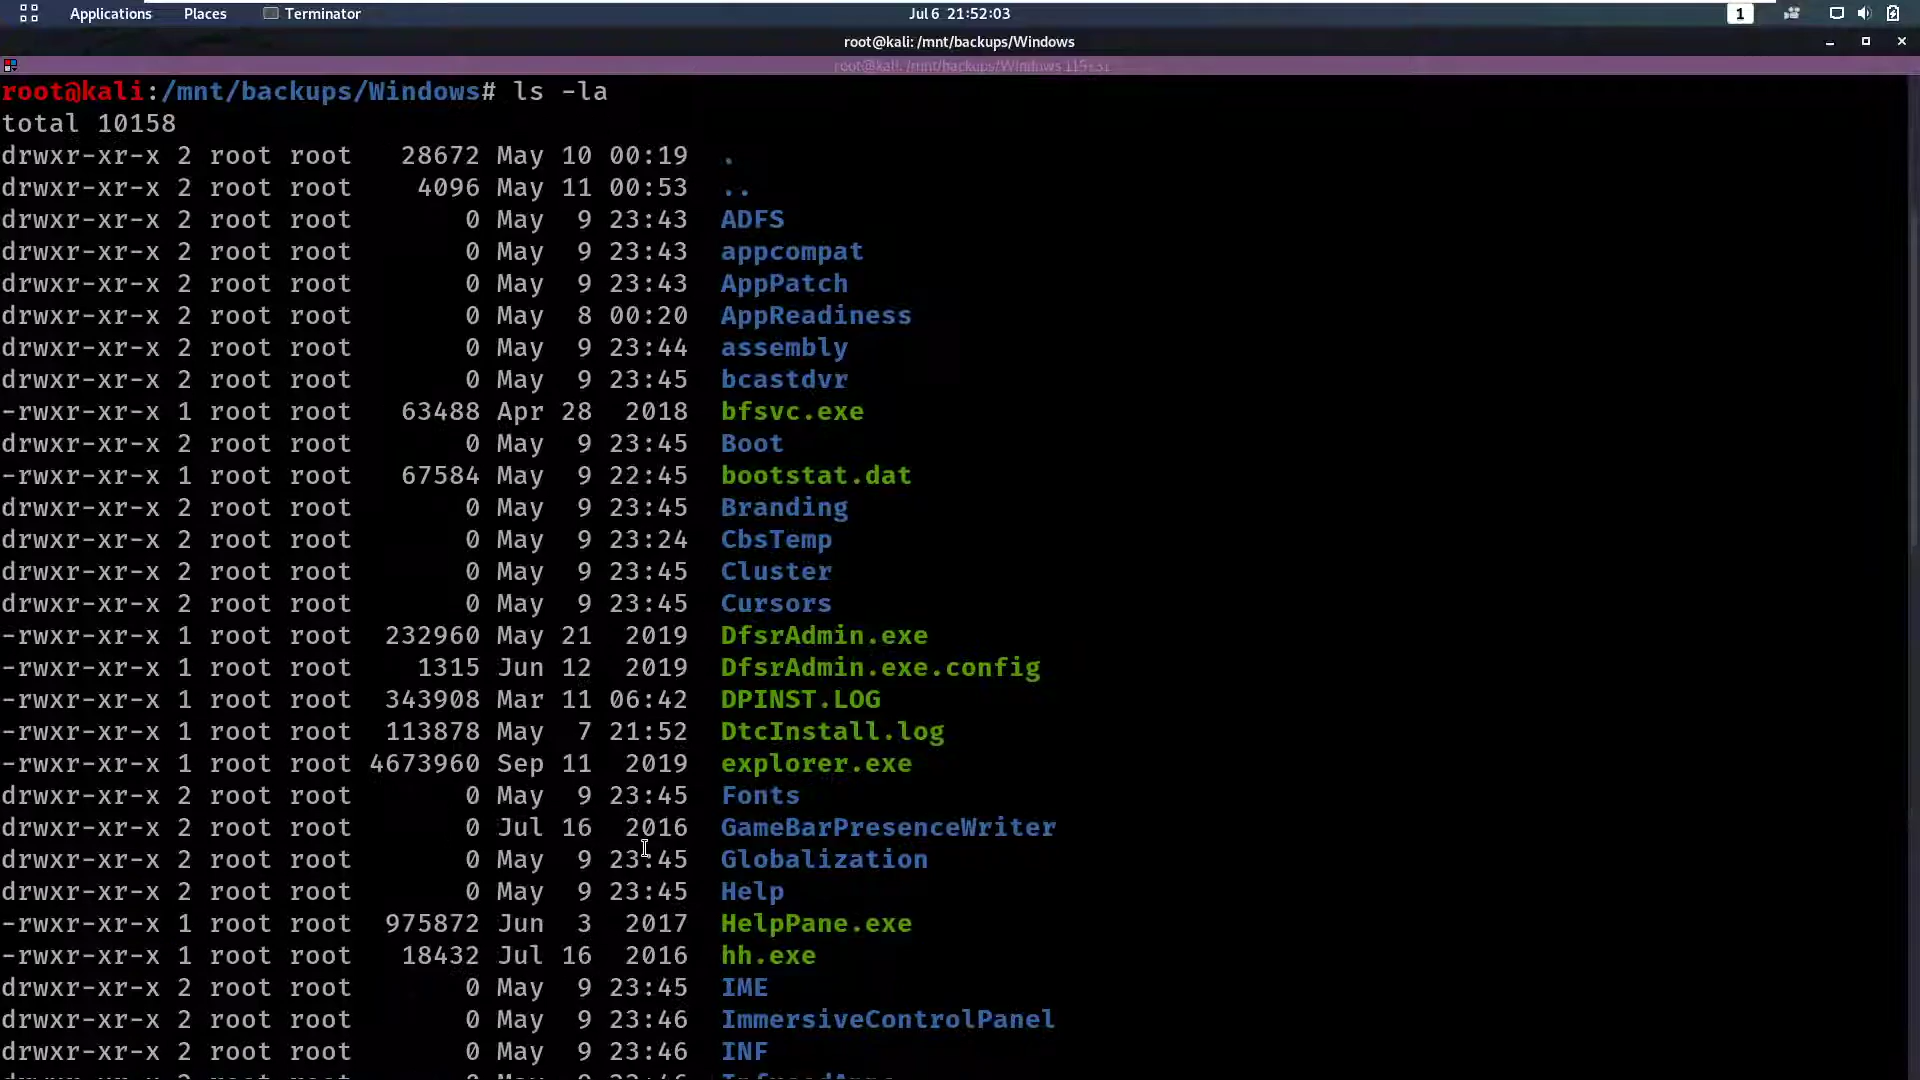 Applications Places Terminator Jul 6 21:52:03 1
root@kali: /mnt/backups/Windows
root@kali: /mnt/backups/Windows 115x31
root@kali:/mnt/backups/Windows# ls -la
total 10158
drwxr-xr-x 2 root root 28672 May 10 00:19 .
drwxr-xr-x 2 root root 4096 May 11 00:53 ..
drwxr-xr-x 2 root root 0 May 9 23:43 ADFS
drwxr-xr-x 2 root root 0 May 9 23:43 appcompat
drwxr-xr-x 2 root root 0 May 9 23:43 AppPatch
drwxr-xr-x 2 root root 0 May 8 00:20 AppReadiness
drwxr-xr-x 2 root root 0 May 9 23:44 assembly
drwxr-xr-x 2 root root 0 May 9 23:45 bcastdvr
-rwxr-xr-x 1 root root 63488 Apr 28 2018 bfsvc.exe
drwxr-xr-x 2 root root 0 May 9 23:45 Boot
-rwxr-xr-x 1 root root 67584 May 9 22:45 bootstat.dat
drwxr-xr-x 2 root root 0 May 9 23:45 Branding
drwxr-xr-x 2 root root 0 May 9 23:24 CbsTemp
drwxr-xr-x 2 root root 0 May 9 23:45 Cluster
drwxr-xr-x 2 root root 0 May 9 23:45 Cursors
-rwxr-xr-x 1 root root 232960 May 21 2019 DfsrAdmin.exe
-rwxr-xr-x 1 root root 1315 Jun 12 2019 DfsrAdmin.exe.config
-rwxr-xr-x 1 root root 343908 Mar 11 06:42 DPINST.LOG
-rwxr-xr-x 1 root root 113878 May 7 21:52 DtcInstall.log
-rwxr-xr-x 1 root root 4673960 Sep 11 2019 explorer.exe
drwxr-xr-x 2 root root 0 May 9 23:45 Fonts
drwxr-xr-x 2 root root 0 Jul 16 2016 GameBarPresenceWriter
drwxr-xr-x 2 root root 0 May 9 23:45 Globalization
drwxr-xr-x 2 root root 0 May 9 23:45 Help
-rwxr-xr-x 1 root root 975872 Jun 3 2017 HelpPane.exe
-rwxr-xr-x 1 root root 18432 Jul 16 2016 hh.exe
drwxr-xr-x 2 root root 0 May 9 23:45 IME
drwxr-xr-x 2 root root 0 May 9 23:46 ImmersiveControlPanel
drwxr-xr-x 2 root root 0 May 9 23:46 INF